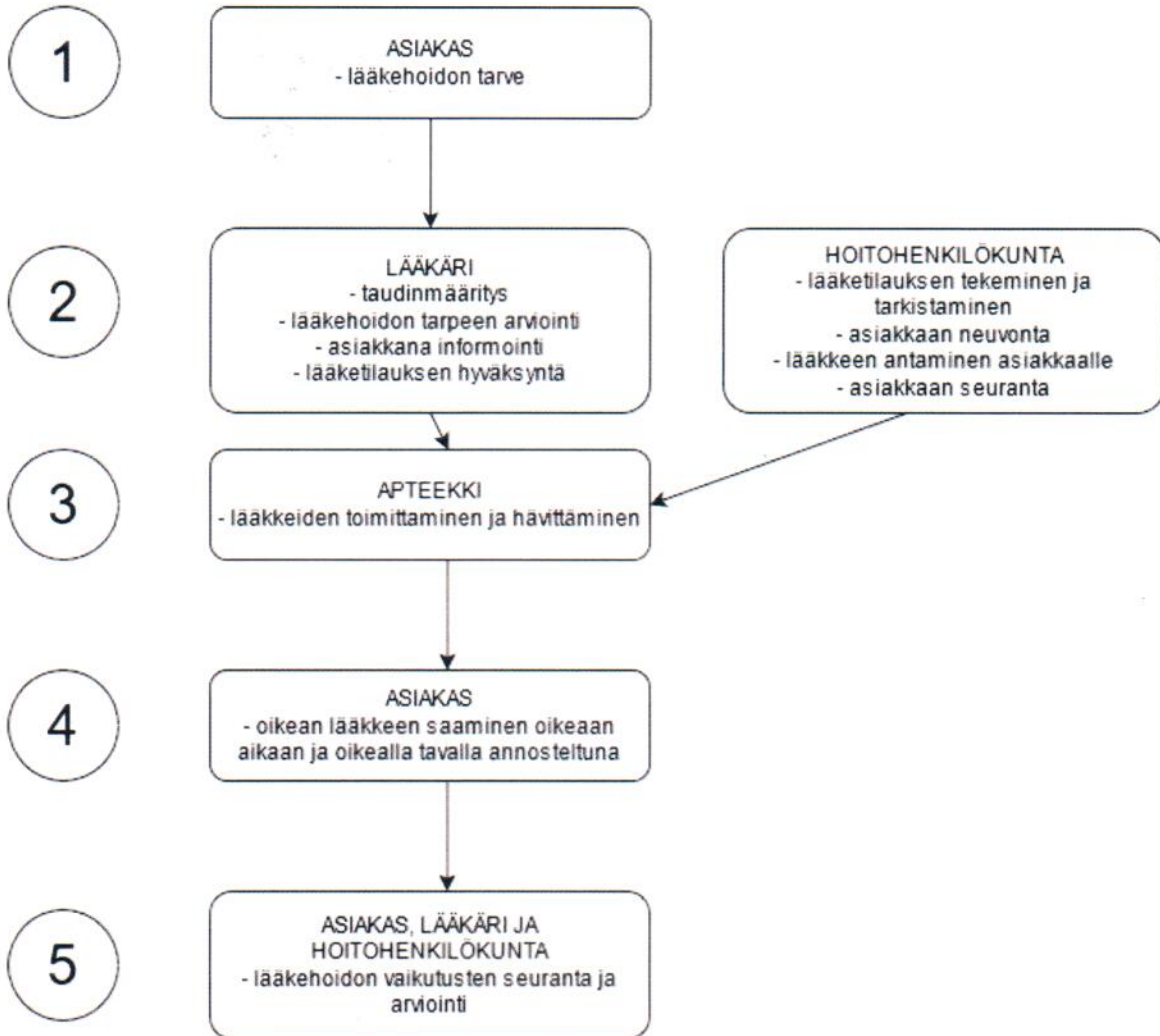 1
ASIAKAS
- lääkehoidon tarve
2
LÄÄKÄRI
- taudinmääritys
- lääkehoidon tarpeen arviointi
- asiakkana informointi
- lääketilauksen hyväksyntä
HOITOHENKILÖKUNTA
- lääketilauksen tekeminen ja
tarkistaminen
- asiakkaan neuvonta
- lääkkeen antaminen asiakkaalle
- asiakkaan seuranta
3
APTEEKKI
- lääkkeiden toimittaminen ja hävittäminen
4
ASIAKAS
- oikean lääkkeen saaminen oikeaan
aikaan ja oikealla tavalla annosteltuna
5
ASIAKAS, LÄÄKÄRI JA
HOITOHENKILÖKUNTA
- lääkehoidon vaikutusten seuranta ja
arviointi